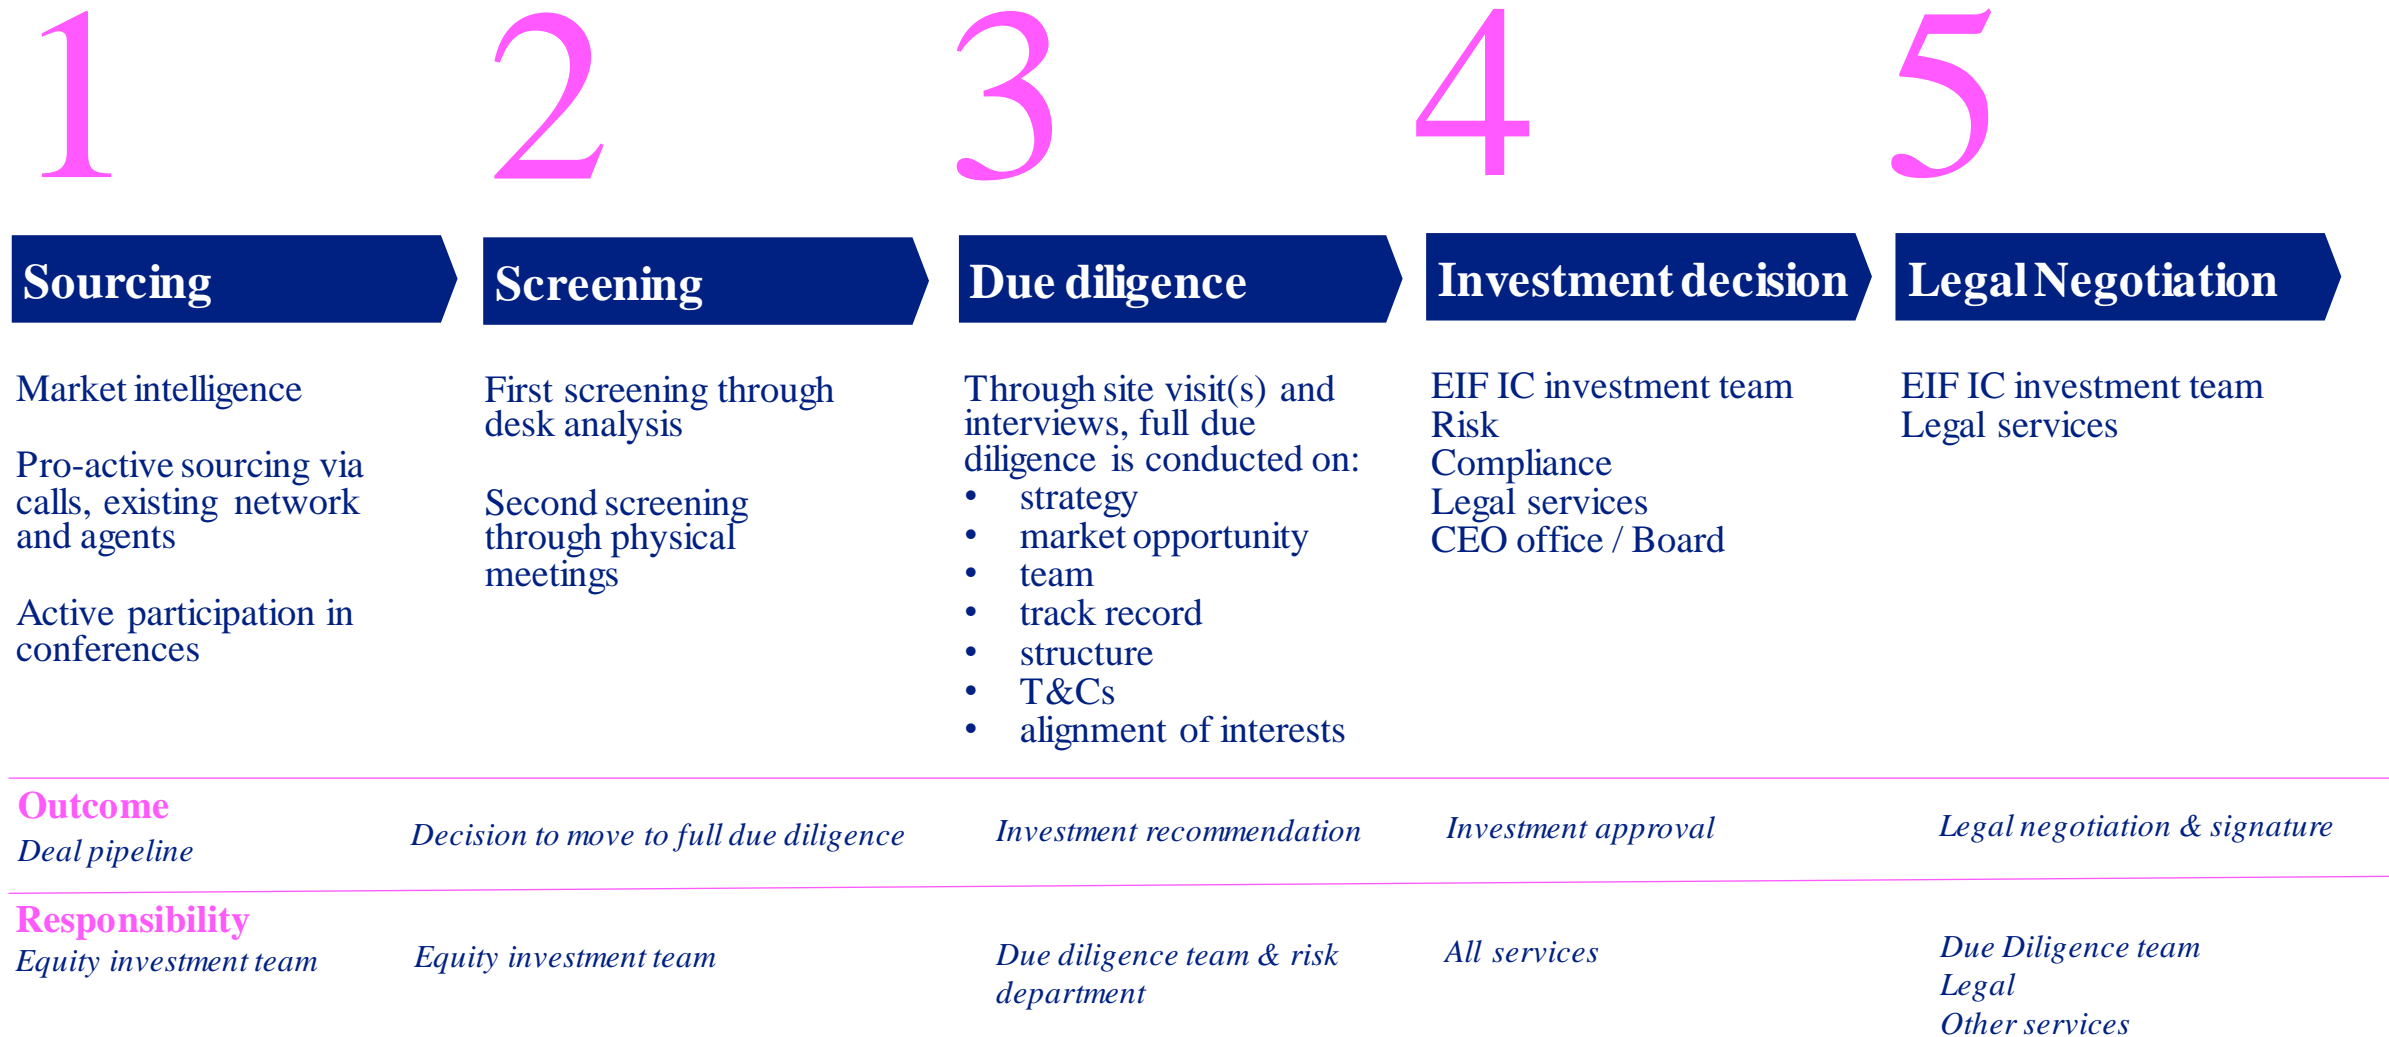 1
2
3
4
5
Sourcing
Screening
Due diligence
Investment decision
Legal Negotiation
Market intelligence
Pro-active sourcing via
calls, existing network
and agents
Active participation in
conferences
First screening through
desk analysis
Second screening
through physical
meetings
Through site visit(s) and
interviews, full due
diligence is conducted on:
• strategy
• market opportunity
• team
• track record
• structure
• T&Cs
• alignment of interests
EIF IC investment team
Risk
Compliance
Legal services
CEO office / Board
EIF IC investment team
Legal services
Outcome
Deal pipeline
Decision to move to full due diligence
Investment recommendation
Investment approval
Legal negotiation & signature
Responsibility
Equity investment team
Equity investment team
Due diligence team & risk
department
All services
Due Diligence team
Legal
Other services